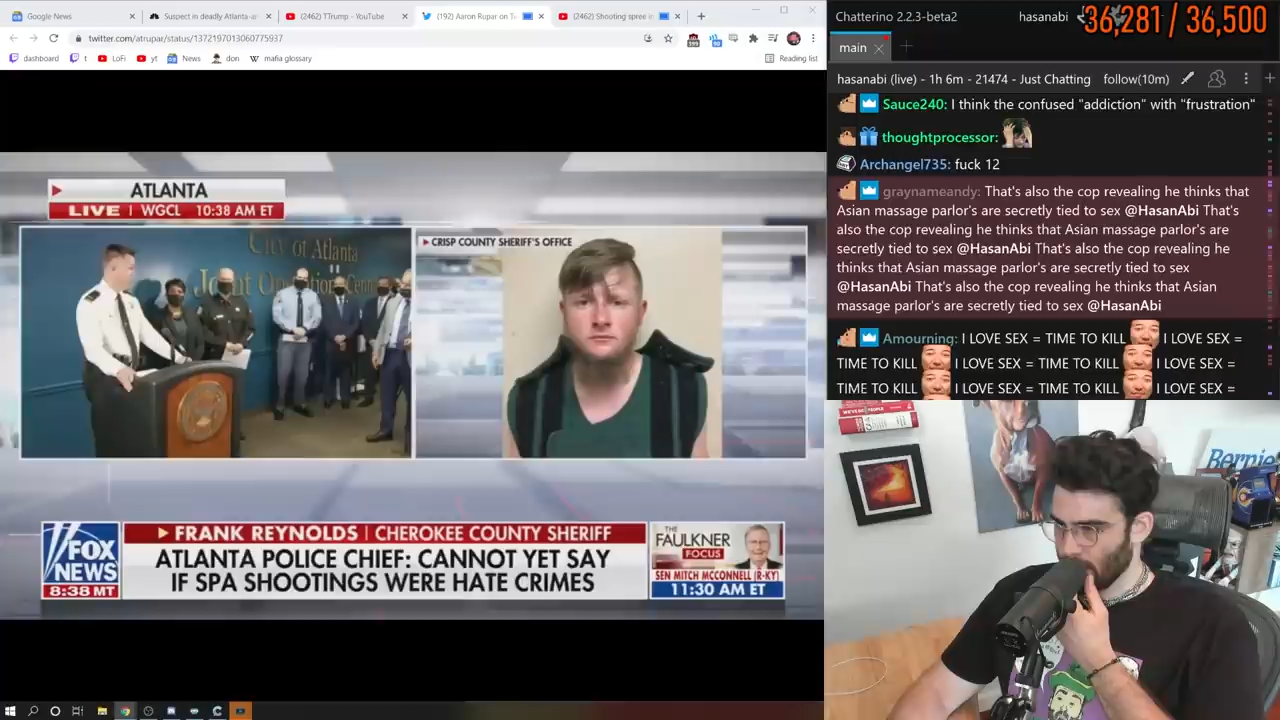 Google News
Suspect in deadly Atlanta-ar
(2462) TTrump - YouTube
(192) Aaron Rupar on Tw
(2462) Shooting spree in
twitter.com/atrupar/status/1372197013060775937
dashboard
t
LoFi
yt
News
don
mafia glossary
Reading list
ATLANTA
LIVE | WGCL 10:38 AM ET
City of Atlanta
Joint Operations Cent
CRISP COUNTY SHERIFF'S OFFICE
FRANK REYNOLDS | CHEROKEE COUNTY SHERIFF
ATLANTA POLICE CHIEF: CANNOT YET SAY
IF SPA SHOOTINGS WERE HATE CRIMES
FOX
NEWS
8:38 MT
THE
FAULKNER
FOCUS
SEN MITCH MCCONNELL (R-KY)
11:30 AM ET
Chatterino 2.2.3-beta2
hasanabi
36,281 / 36,500
main
hasanabi (live) - 1h 6m - 21474 - Just Chatting
follow(10m)
Sauce240: I think the confused "addiction" with "frustration"
thoughtprocessor:
Archangel735: fuck 12
graynameandy: That's also the cop revealing he thinks that
Asian massage parlor's are secretly tied to sex @HasanAbi That's
also the cop revealing he thinks that Asian massage parlor's are
secretly tied to sex @HasanAbi That's also the cop revealing he
thinks that Asian massage parlor's are secretly tied to sex
@HasanAbi That's also the cop revealing he thinks that Asian
massage parlor's are secretly tied to sex @HasanAbi
Amourning: I LOVE SEX = TIME TO KILL I LOVE SEX =
TIME TO KILL I LOVE SEX = TIME TO KILL I LOVE SEX =
TIME TO KILL I LOVE SEX = TIME TO KILL I LOVE SEX =
Bernie